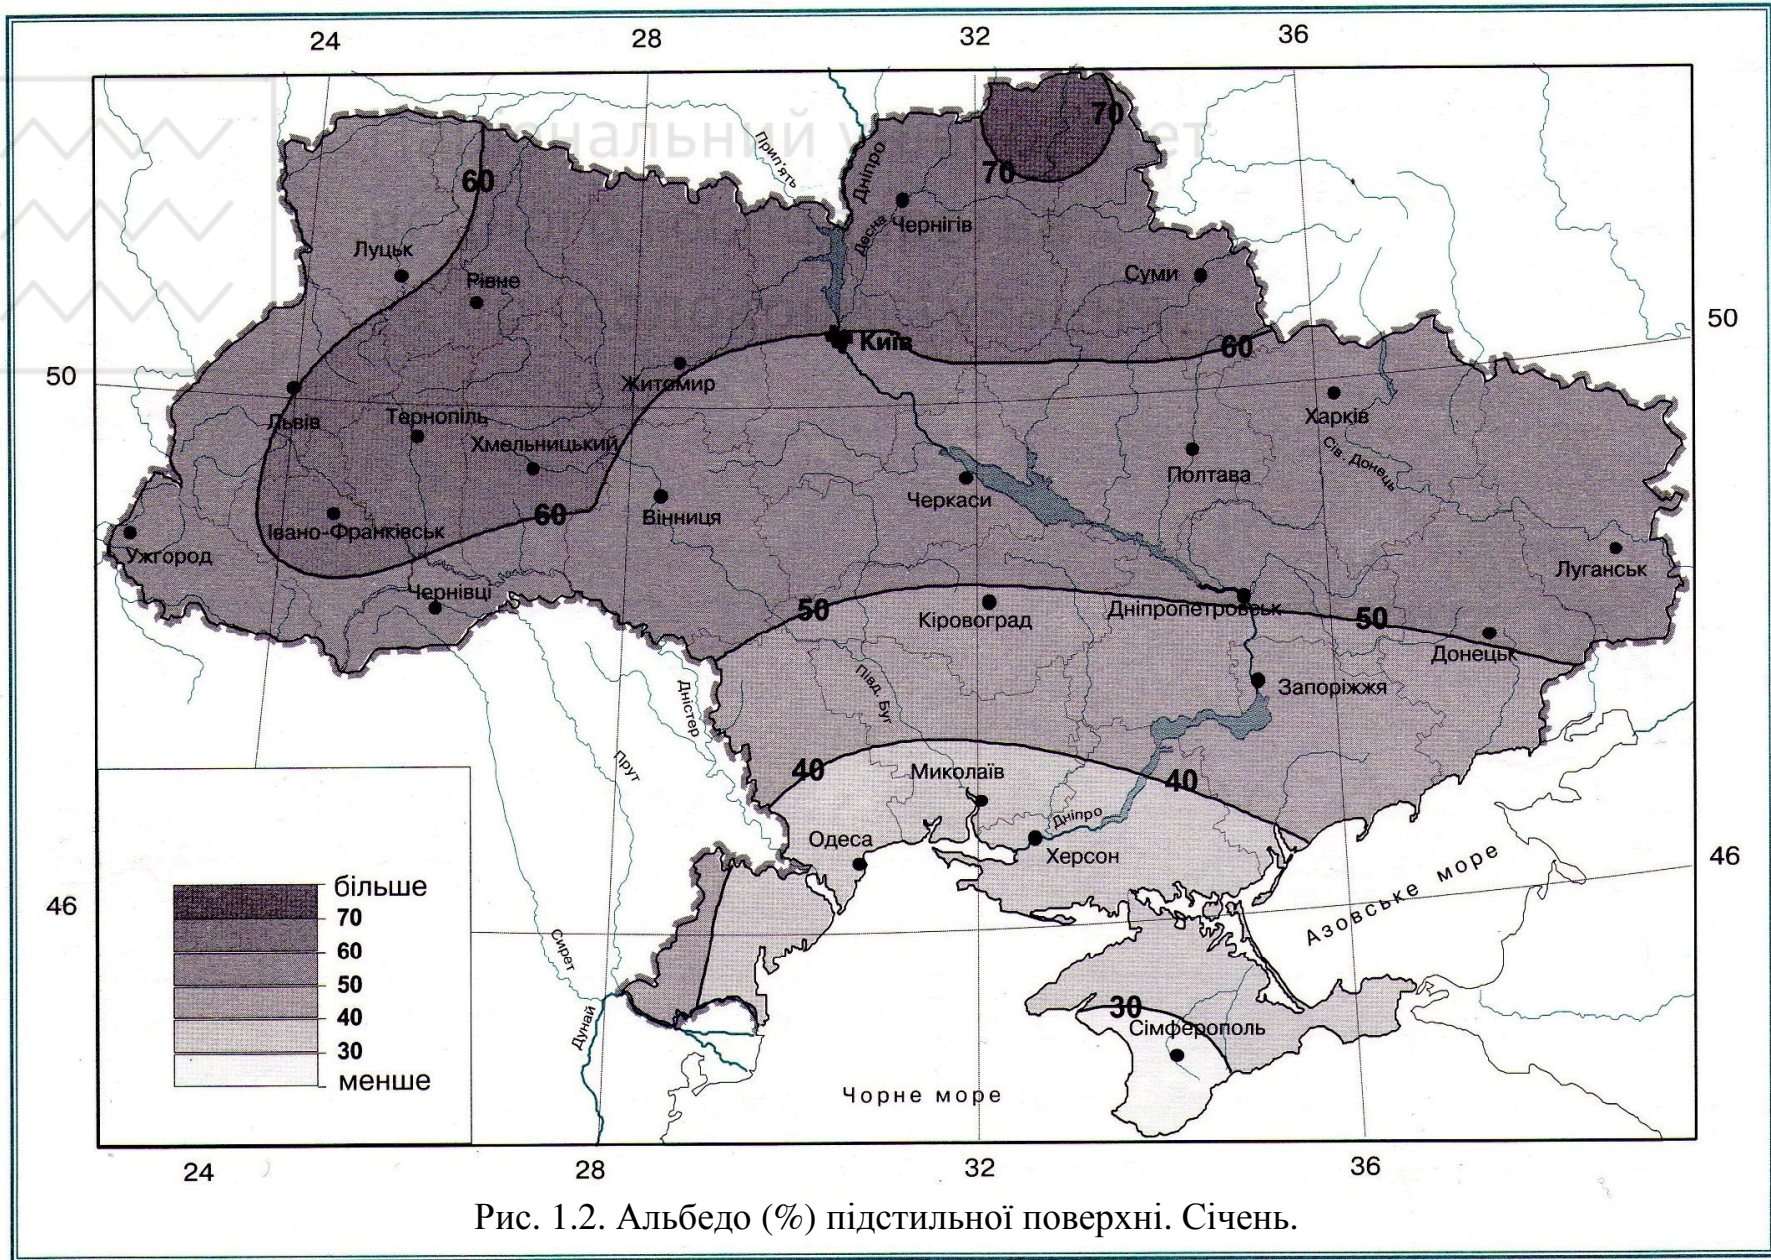 24 28 32 36
70
національний університет
Прип'ять
Дніпро
60
70
Десна
Чернігів
Луцьк
Суми
Рівне
50
Київ
60
50
Житомир
Львів
Тернопіль
Харків
Хмельницький
Сів. Донець
Полтава
Черкаси
60
Вінниця
Івано-Франківськ
Ужгород
Луганськ
Чернівці
50
Кіровоград
Дніпропетровськ
50
Донецьк
Півд. Буг
Запоріжжя
Дністер
Прут
40
Миколаїв
40
Дніпро
Одеса
Херсон
46
Азовське море
46
більше
70
60
50
40
30
менше
Сирет
Дунай
30
Сімферополь
Чорне море
24 28 32 36
Рис. 1.2. Альбедо (%) підстильної поверхні. Січень.